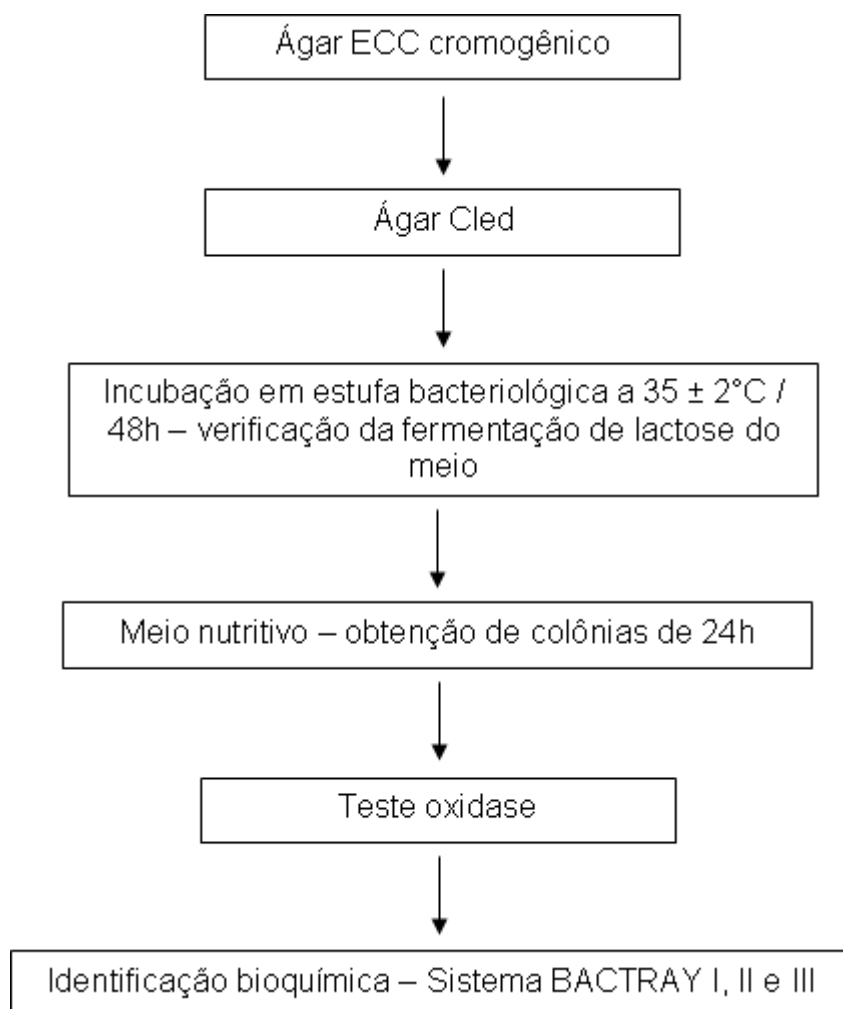 Ágar ECC cromogênico
Ágar Cled
Incubação em estufa bacteriológica a 35 ± 2°C /
48h – verificação da fermentação de lactose do
meio
Meio nutritivo – obtenção de colônias de 24h
Teste oxidase
Identificação bioquímica – Sistema BACTRAY I, II e III